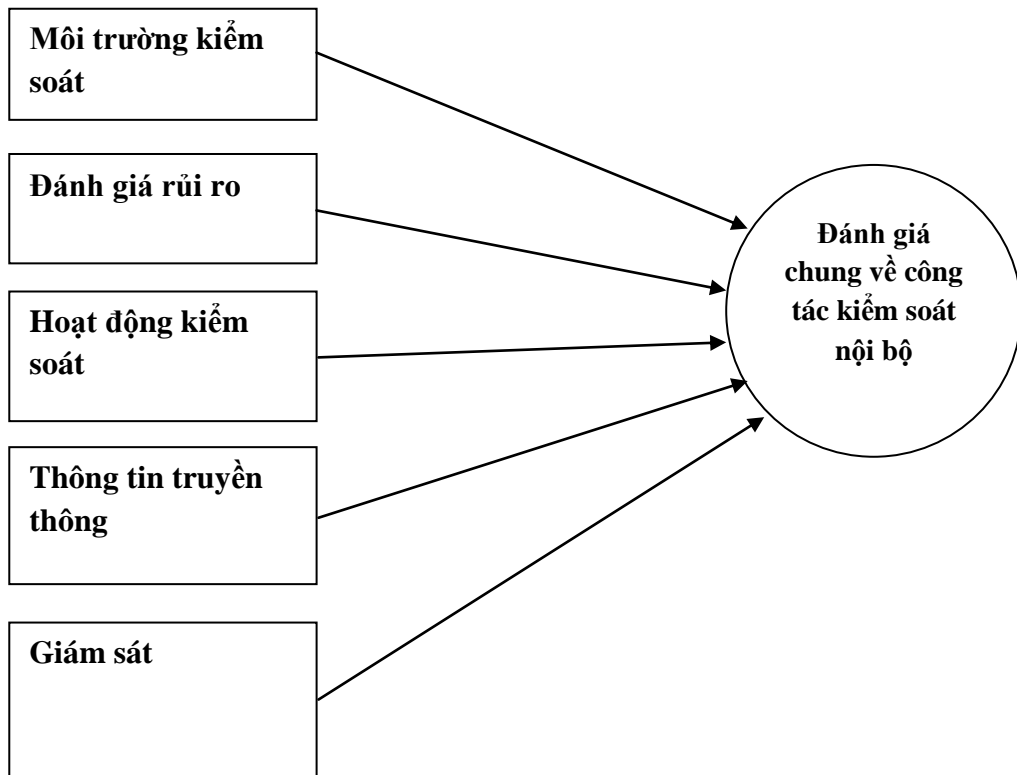 Môi trường kiểm
soát
Đánh giá rủi ro
Hoạt động kiểm
soát
Thông tin truyền
thông
Giám sát
Đánh giá
chung về công
tác kiểm soát
nội bộ